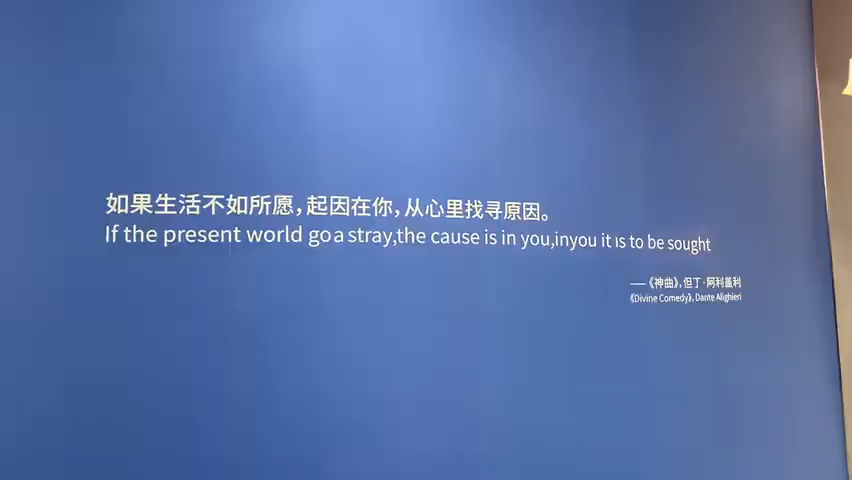 如果生活不如所愿，起因在你，从心里找寻原因。
If the present world go a stray,the cause is in you,inyou it is to be sought
——《神曲》，但丁·阿利盖利
《Divine Comedy》, Dante Alighieri